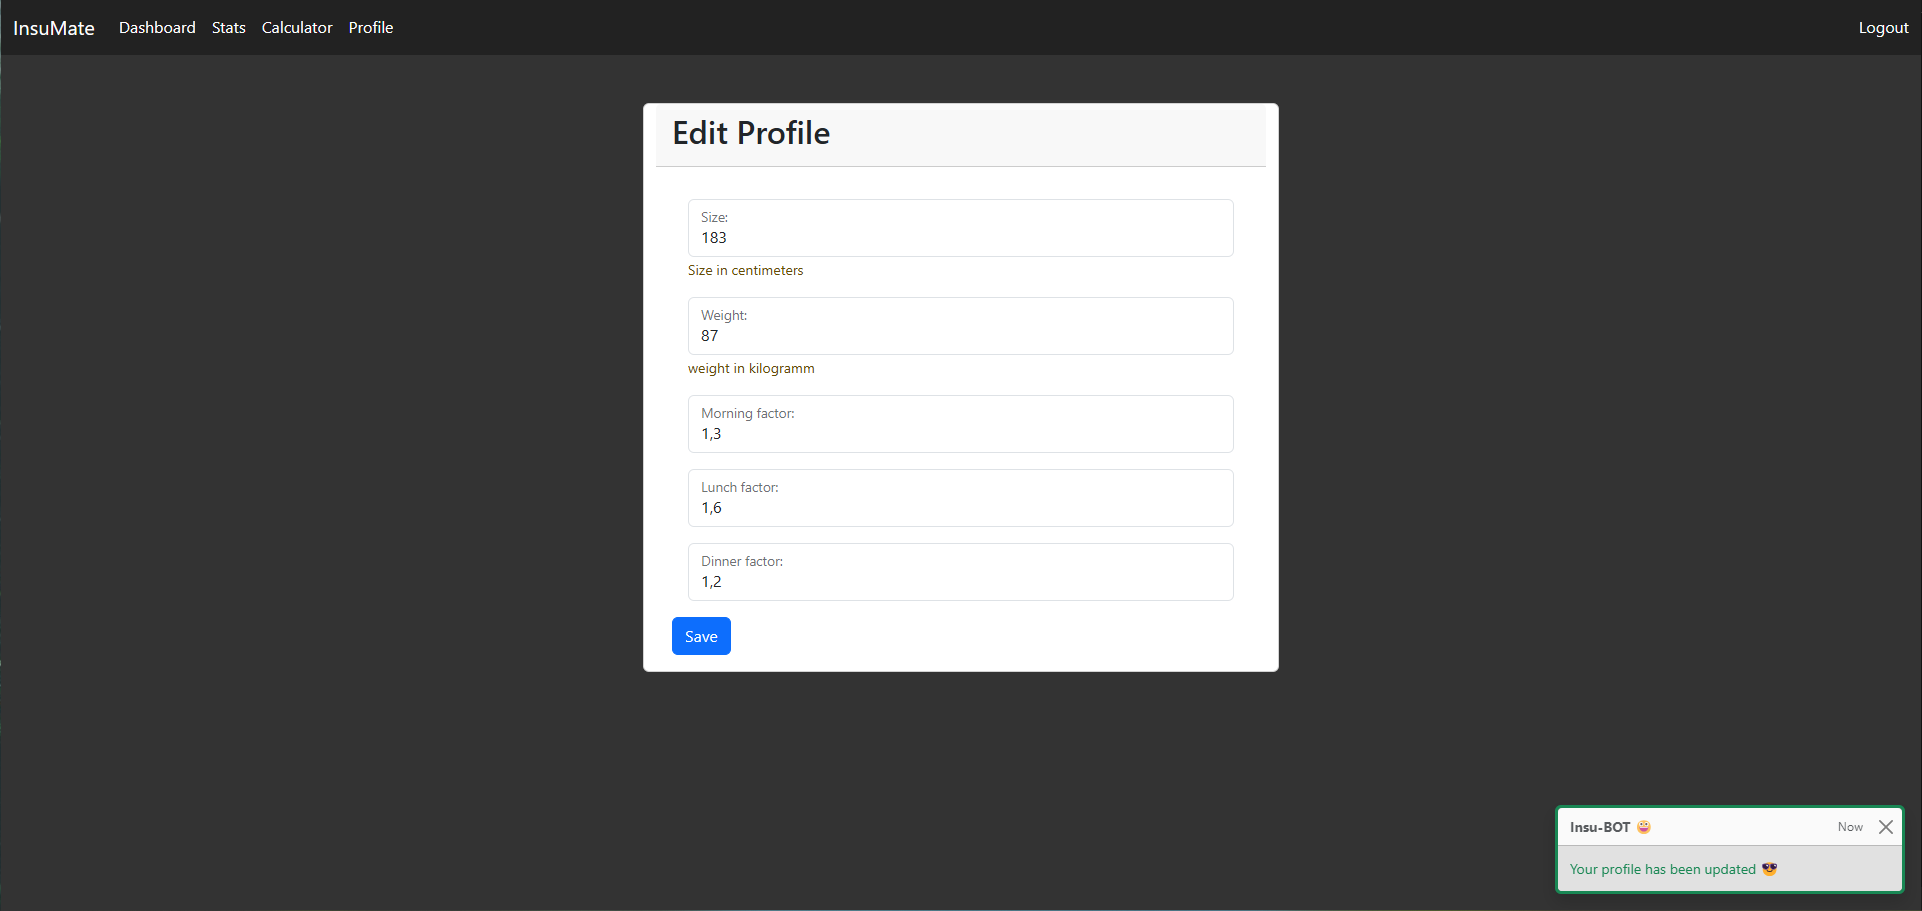 InsuMate Dashboard Stats Calculator Profile Logout
Edit Profile
Size:
183
Size in centimeters
Weight:
87
weight in kilogramm
Morning factor:
1,3
Lunch factor:
1,6
Dinner factor:
1,2
Save
Insu-BOT 😀 Now
Your profile has been updated 😎